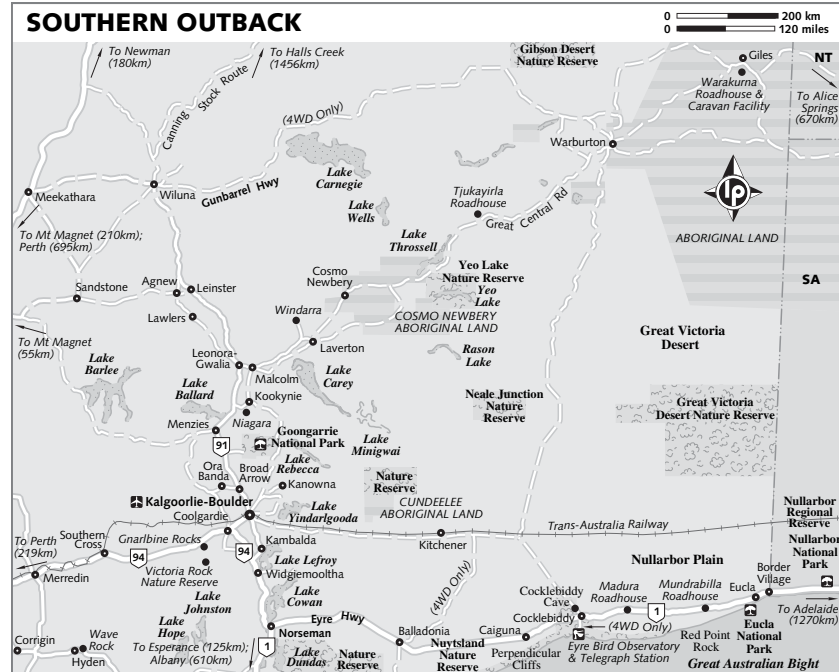 SOUTHERN OUTBACK
0 200 km
0 120 miles
To Newman
(180km)
To Halls Creek
(1456km)
Gibson Desert
Nature Reserve
Giles
NT
Canning Stock Route
Warakurna
Roadhouse &
Caravan Facility
To Alice
Springs
(670km)
(4WD Only)
Warburton
Lake
Carnegie
Meekathara
Wiluna
Gunbarrel Hwy
Lake
Wells
Tjukayirla
Roadhouse
Great Central Rd
lp
To Mt Magnet (210km);
Perth (695km)
Lake
Throssell
ABORIGINAL LAND
Yeo Lake
Nature Reserve
Yeo
Lake
SA
Sandstone
Agnew
Leinster
Cosmo
Newbery
Lawlers
Windarra
COSMO NEWBERY
ABORIGINAL LAND
Great Victoria
Desert
To Mt Magnet
(55km)
Laverton
Rason
Lake
Leonora-
Gwalia
Lake
Barlee
Malcolm
Lake
Carey
Lake
Ballard
Kookynie
Neale Junction
Nature
Reserve
Great Victoria
Desert Nature Reserve
Niagara
Menzies
91
Goongarrie
National Park
Lake
Minigwai
Ora
Banda
Broad
Arrow
Lake
Rebecca
Kanowna
Nature
Reserve
Kalgoorlie-Boulder
CUNDEELEE
ABORIGINAL LAND
Nullarbor
Regional
Reserve
Coolgardie
Lake
Yindarlgooda
Trans-Australia Railway
To Perth
(219km)
Southern-
Cross
Gnarlbine Rocks
94
94
Kambalda
Kitchener
Nullarbor
National
Park
Merredin
Victoria Rock
Nature Reserve
Lake Lefroy
Widgiemooltha
Nullarbor Plain
Border
Village
Lake
Johnston
Lake
Cowan
(4WD Only)
Cocklebiddy
Cave
Madura
Roadhouse
Mundrabilla
Roadhouse
Eucla
1
Cocklebiddy
To Adelaide
(1270km)
Lake
Hope
Eyre Hwy
Norseman
(4WD Only)
Eucla
National
Park
Corrigin
Wave
Rock
Hyden
To Esperance (125km);
Albany (610km)
1
Lake
Dundas
Nature
Reserve
Balladonia
Nuytsland
Nature
Reserve
Caiguna
Perpendicular
Cliffs
Eyre Bird Observatory
& Telegraph Station
Red Point
Rock
Great Australian Bight